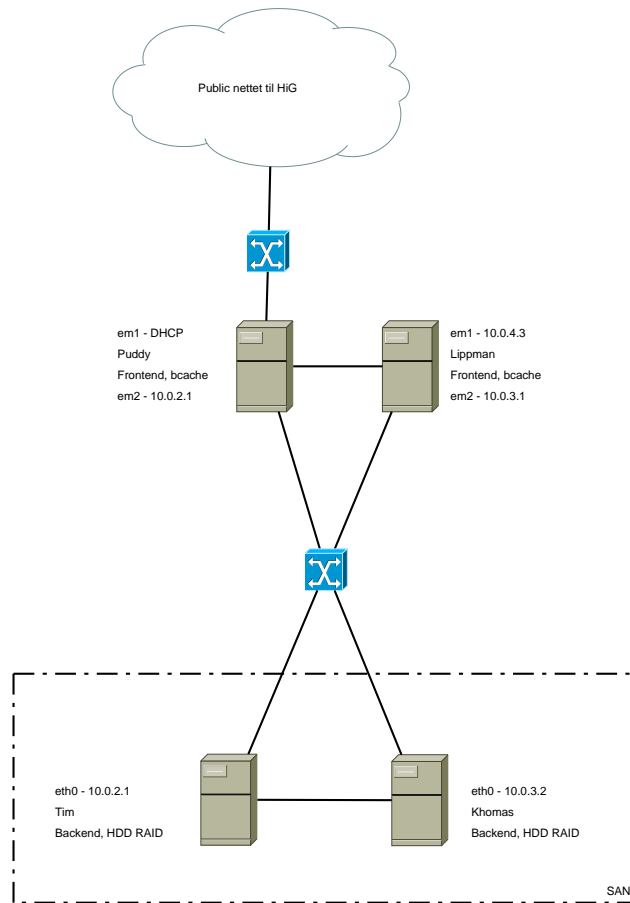 Public nettet til HiG
em1 - DHCP
Puddy
Frontend, bcache
em2 - 10.0.2.1
em1 - 10.0.4.3
Lippman
Frontend, bcache
em2 - 10.0.3.1
eth0 - 10.0.2.1
Tim
Backend, HDD RAID
eth0 - 10.0.3.2
Khomas
Backend, HDD RAID
SAN